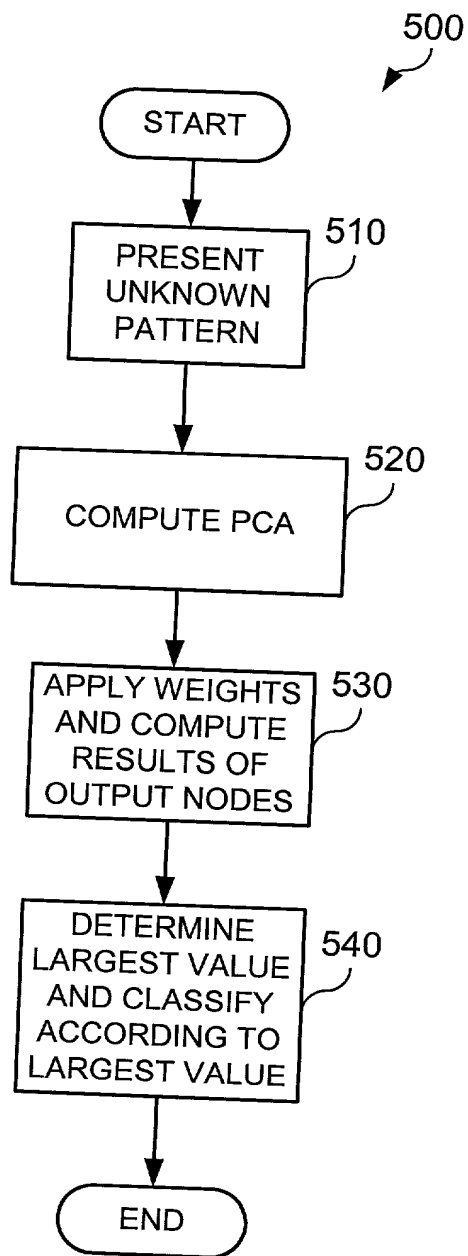 500
START
510
PRESENT
UNKNOWN
PATTERN
520
COMPUTE PCA
530
APPLY WEIGHTS
AND COMPUTE
RESULTS OF
OUTPUT NODES
540
DETERMINE
LARGEST VALUE
AND CLASSIFY
ACCORDING TO
LARGEST VALUE
END